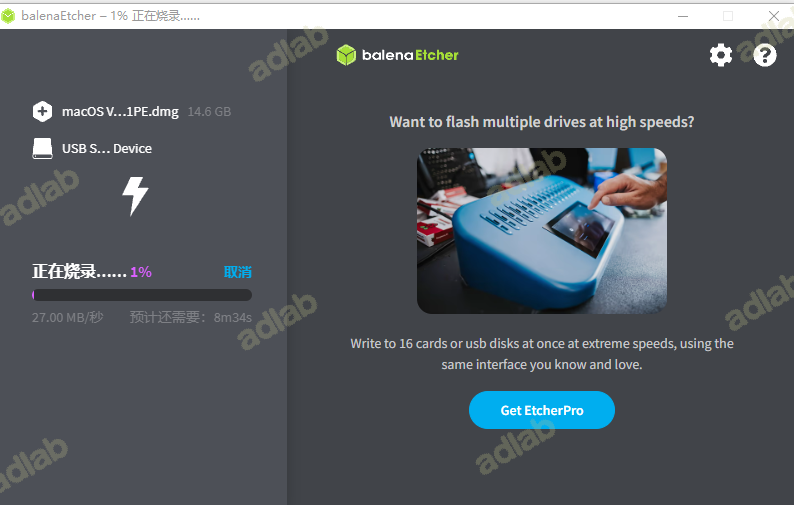 balenaEtcher – 1% 正在烧录......
adlab
adlab
balenaEtcher
macOS V...1PE.dmg 14.6 GB
Want to flash multiple drives at high speeds?
USB S... Device
adlab
adlab
正在烧录...... 1% 取消
27.00 MB/秒 预计还需要：8m34s
adlab
adlab
Write to 16 cards or usb disks at once at extreme speeds, using the
same interface you know and love.
Get EtcherPro
adlab
adlab